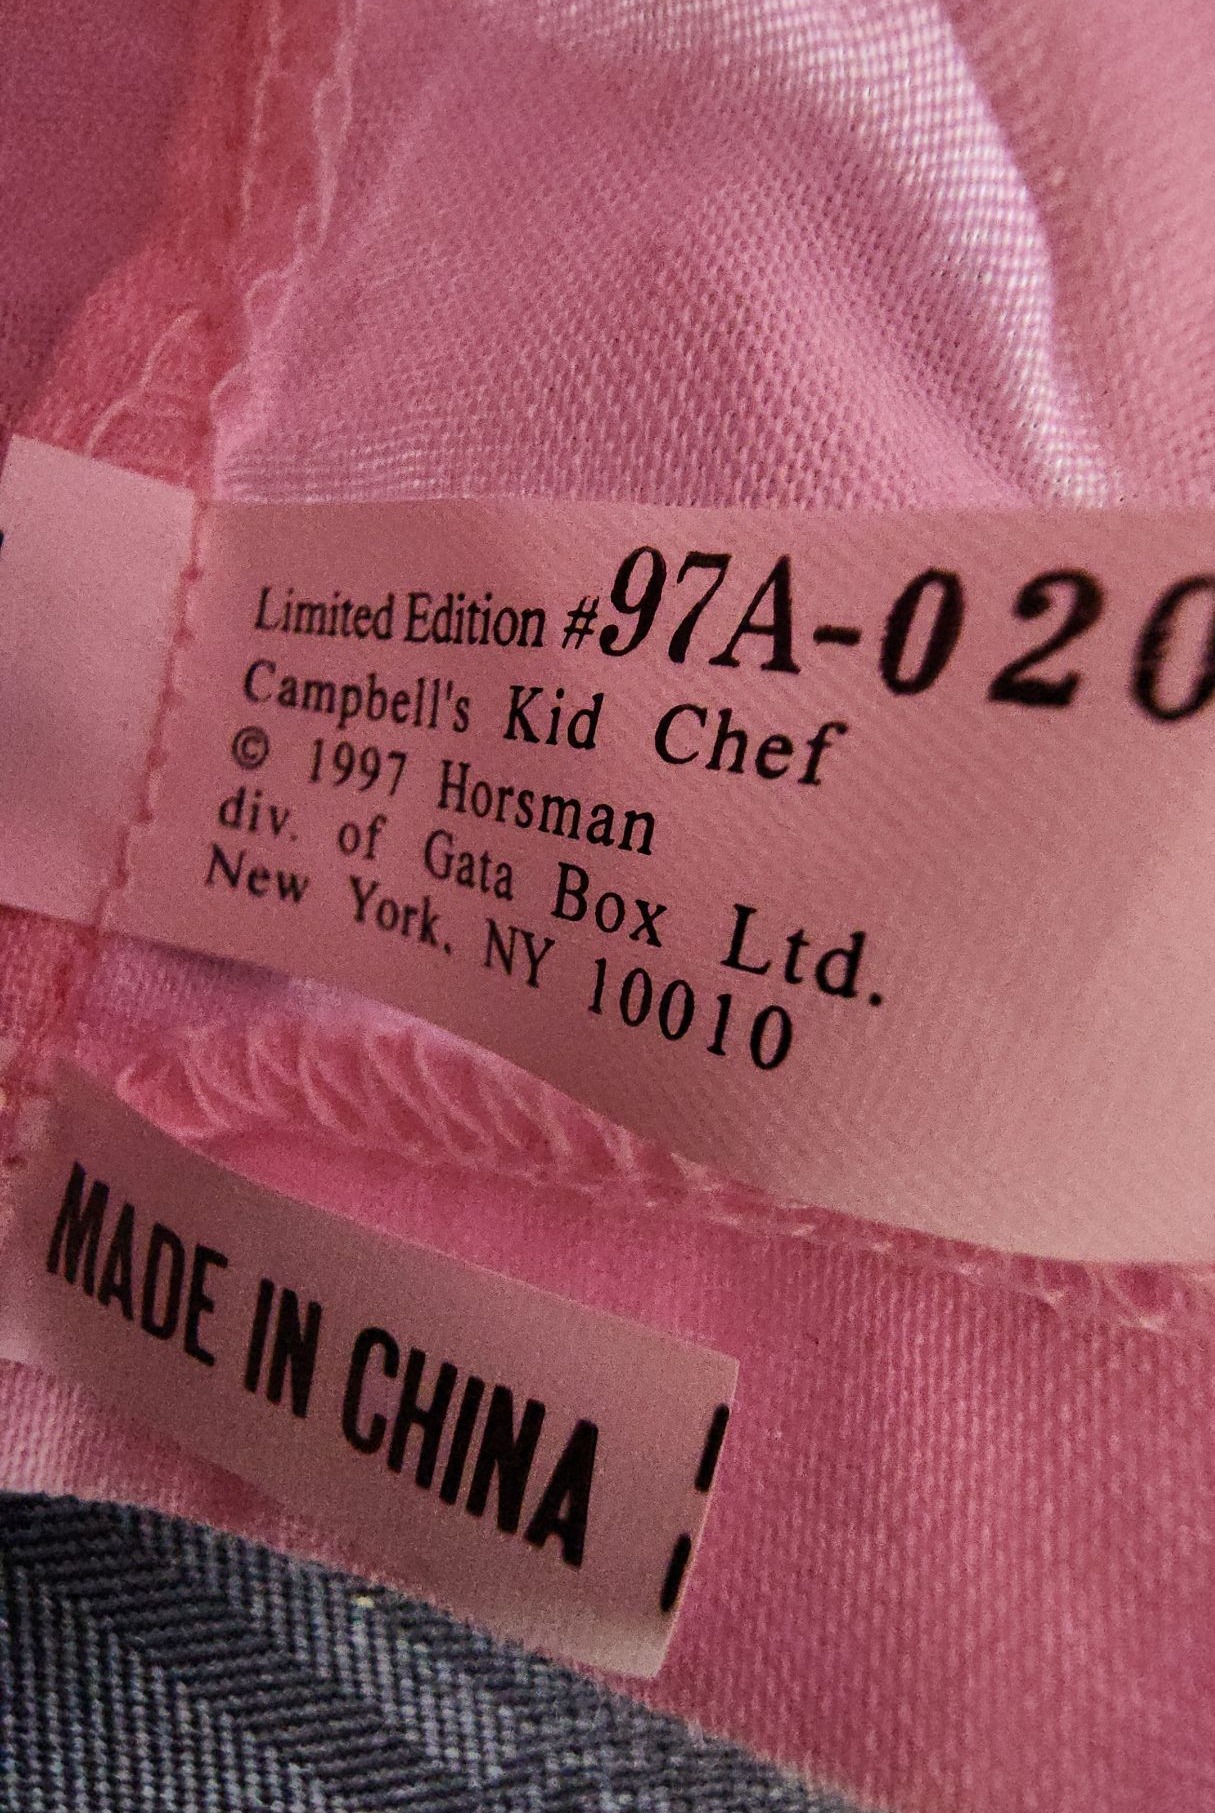 Limited Edition #97A-020
Campbell's Kid Chef
© 1997 Horsman
div. of Gata Box Ltd.
New York, NY 10010
MADE IN CHINA